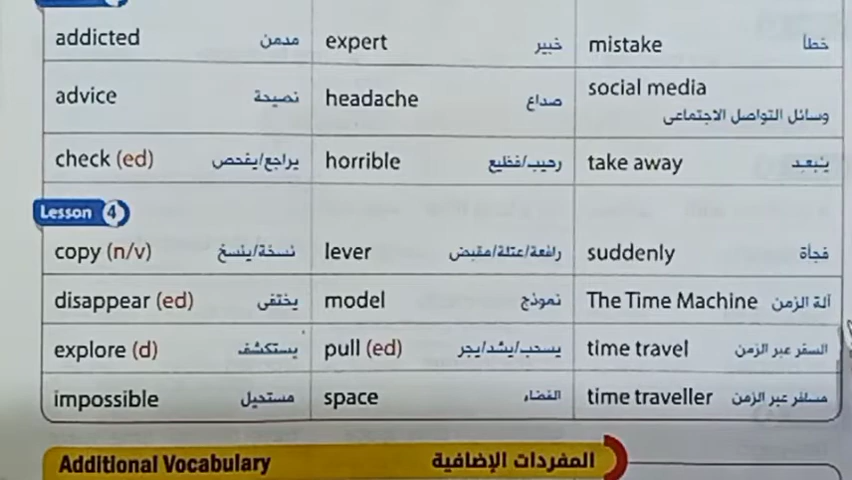 addicted مدمن expert خبير mistake خطأ
advice نصيحة headache صداع social media
وسائل التواصل الاجتماعى
check (ed) يراجع/يفحص horrible رهيب/فظيع take away يُبعد
Lesson 4
copy (n/v) نسخة/ينسخ lever رافعة/عتلة/مقبض suddenly فجأة
disappear (ed) يختفى model نموذج The Time Machine آلة الزمن
explore (d) يستكشف pull (ed) يسحب/يشد/يجر time travel السفر عبر الزمن
impossible مستحيل space الفضاء time traveller مسافر عبر الزمن
Additional Vocabulary المفردات الإضافية